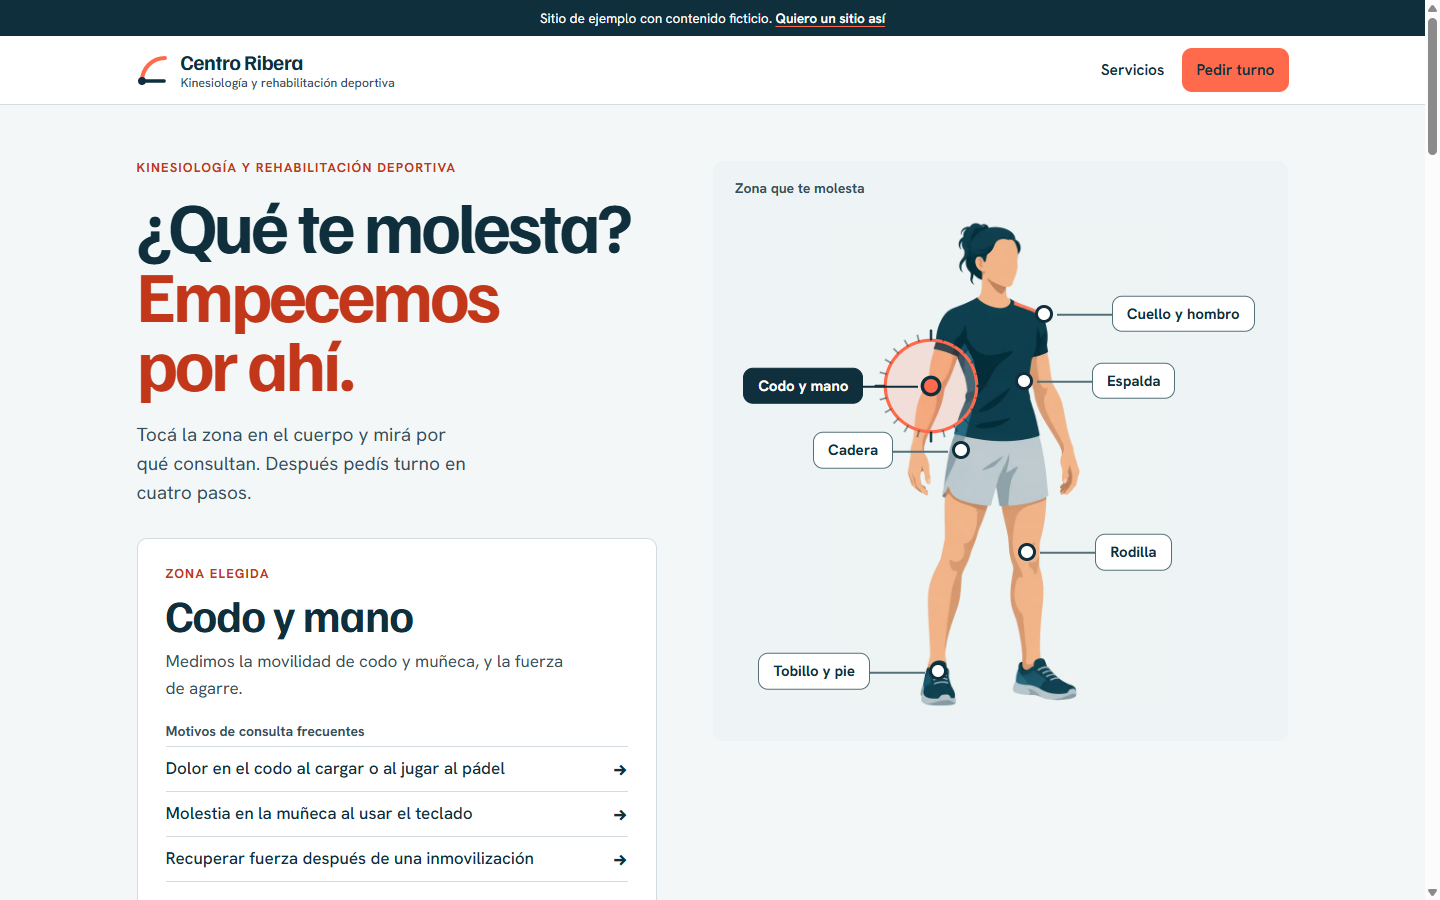 Sitio de ejemplo con contenido ficticio. Quiero un sitio así
Centro Ribera
Kinesiología y rehabilitación deportiva
Servicios
Pedir turno
KINESIOLOGÍA Y REHABILITACIÓN DEPORTIVA
¿Qué te molesta?
Empecemos
por ahí.
Tocá la zona en el cuerpo y mirá por
qué consultan. Después pedís turno en
cuatro pasos.
ZONA ELEGIDA
Codo y mano
Medimos la movilidad de codo y muñeca, y la fuerza
de agarre.
Motivos de consulta frecuentes
Dolor en el codo al cargar o al jugar al pádel
Molestia en la muñeca al usar el teclado
Recuperar fuerza después de una inmovilización
Zona que te molesta
Cuello y hombro
Espalda
Codo y mano
Cadera
Rodilla
Tobillo y pie